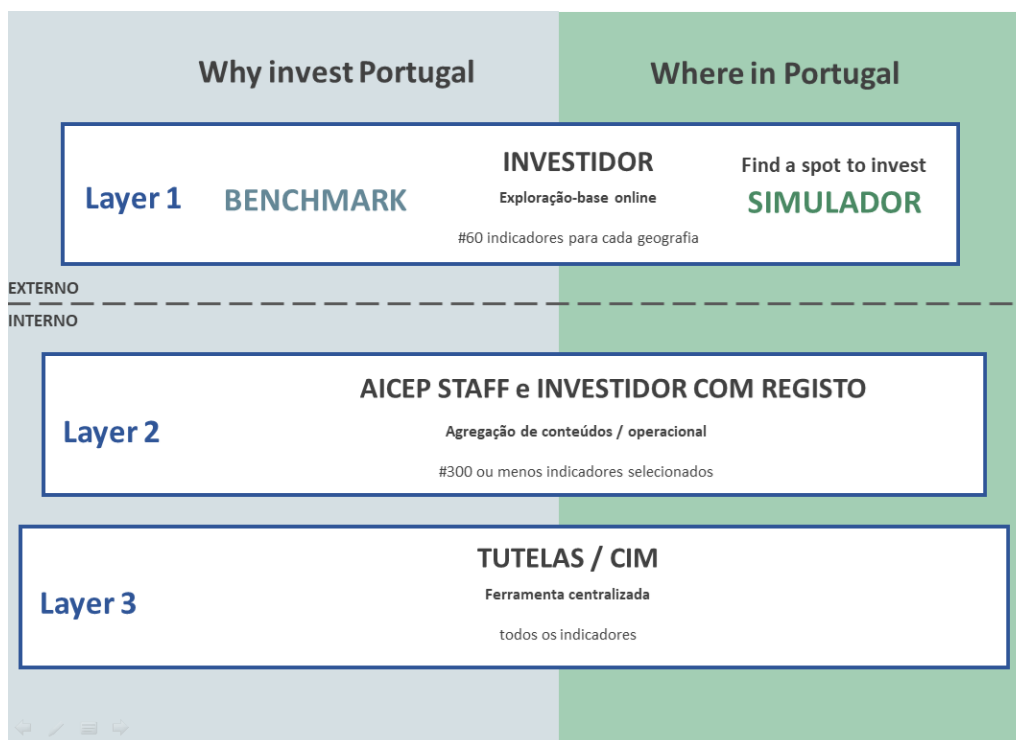 Why invest Portugal
Where in Portugal
Layer 1
BENCHMARK
INVESTIDOR
Exploração-base online
#60 indicadores para cada geografia
Find a spot to invest
SIMULADOR
EXTERNO
INTERNO
Layer 2
AICEP STAFF e INVESTIDOR COM REGISTO
Agregação de conteúdos / operacional
#300 ou menos indicadores selecionados
Layer 3
TUTELAS / CIM
Ferramenta centralizada
todos os indicadores